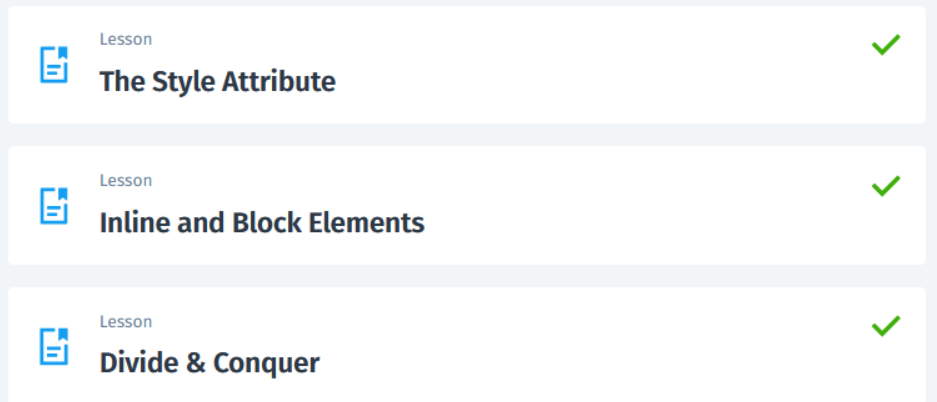 Lesson
The Style Attribute
Lesson
Inline and Block Elements
Lesson
Divide & Conquer